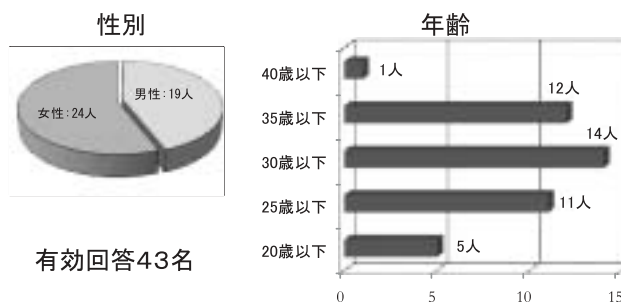 性別
女性：24人
男性：19人
有効回答43名
年齢
40歳以下
1人
35歳以下
12人
30歳以下
14人
25歳以下
11人
20歳以下
5人
0
5
10
15